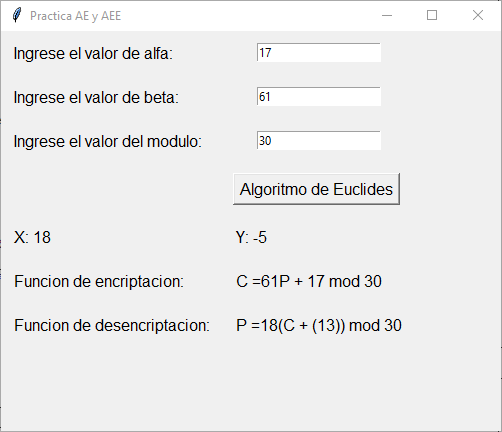 Practica AE y AEE
Ingrese el valor de alfa: 17
Ingrese el valor de beta: 61
Ingrese el valor del modulo: 30
Algoritmo de Euclides
X: 18 Y: -5
Funcion de encriptacion: C =61P + 17 mod 30
Funcion de desencriptacion: P =18(C + (13)) mod 30